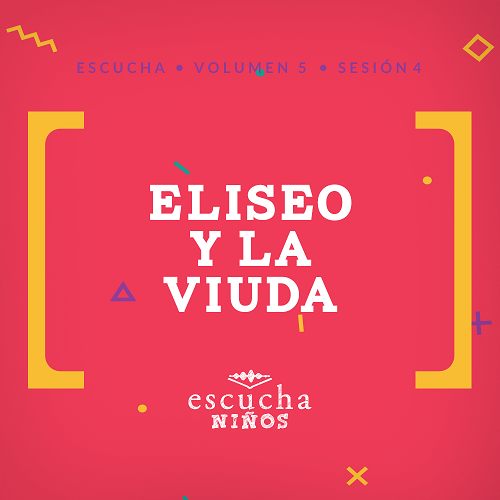 ESCUCHA • VOLUMEN 5 • SESIÓN 4
ELISEO
Y LA
VIUDA
escucha
NIÑOS